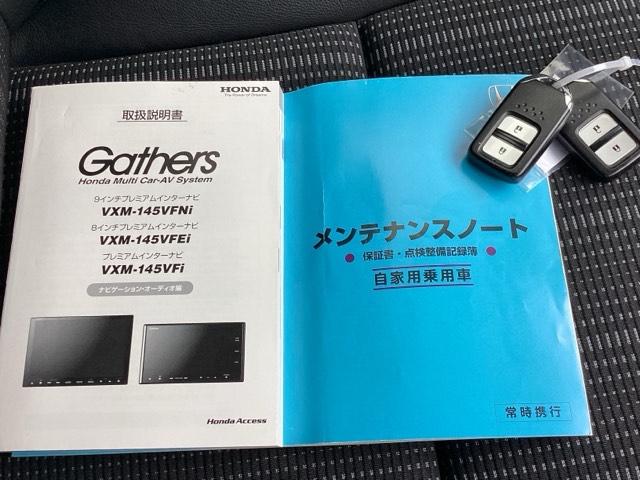 HONDA
The Power of Dreams
取扱説明書
Gathers
Honda Multi Car-AV System
9インチプレミアムインターナビ
VXM-145VFNi
8インチプレミアムインターナビ
VXM-145VFEi
プレミアムインターナビ
VXM-145VFi
ナビゲーション・オーディオ編
Honda Access
メンテナンスノート
● 保証書・点検整備記録簿 ●
自家用乗用車
常時携行